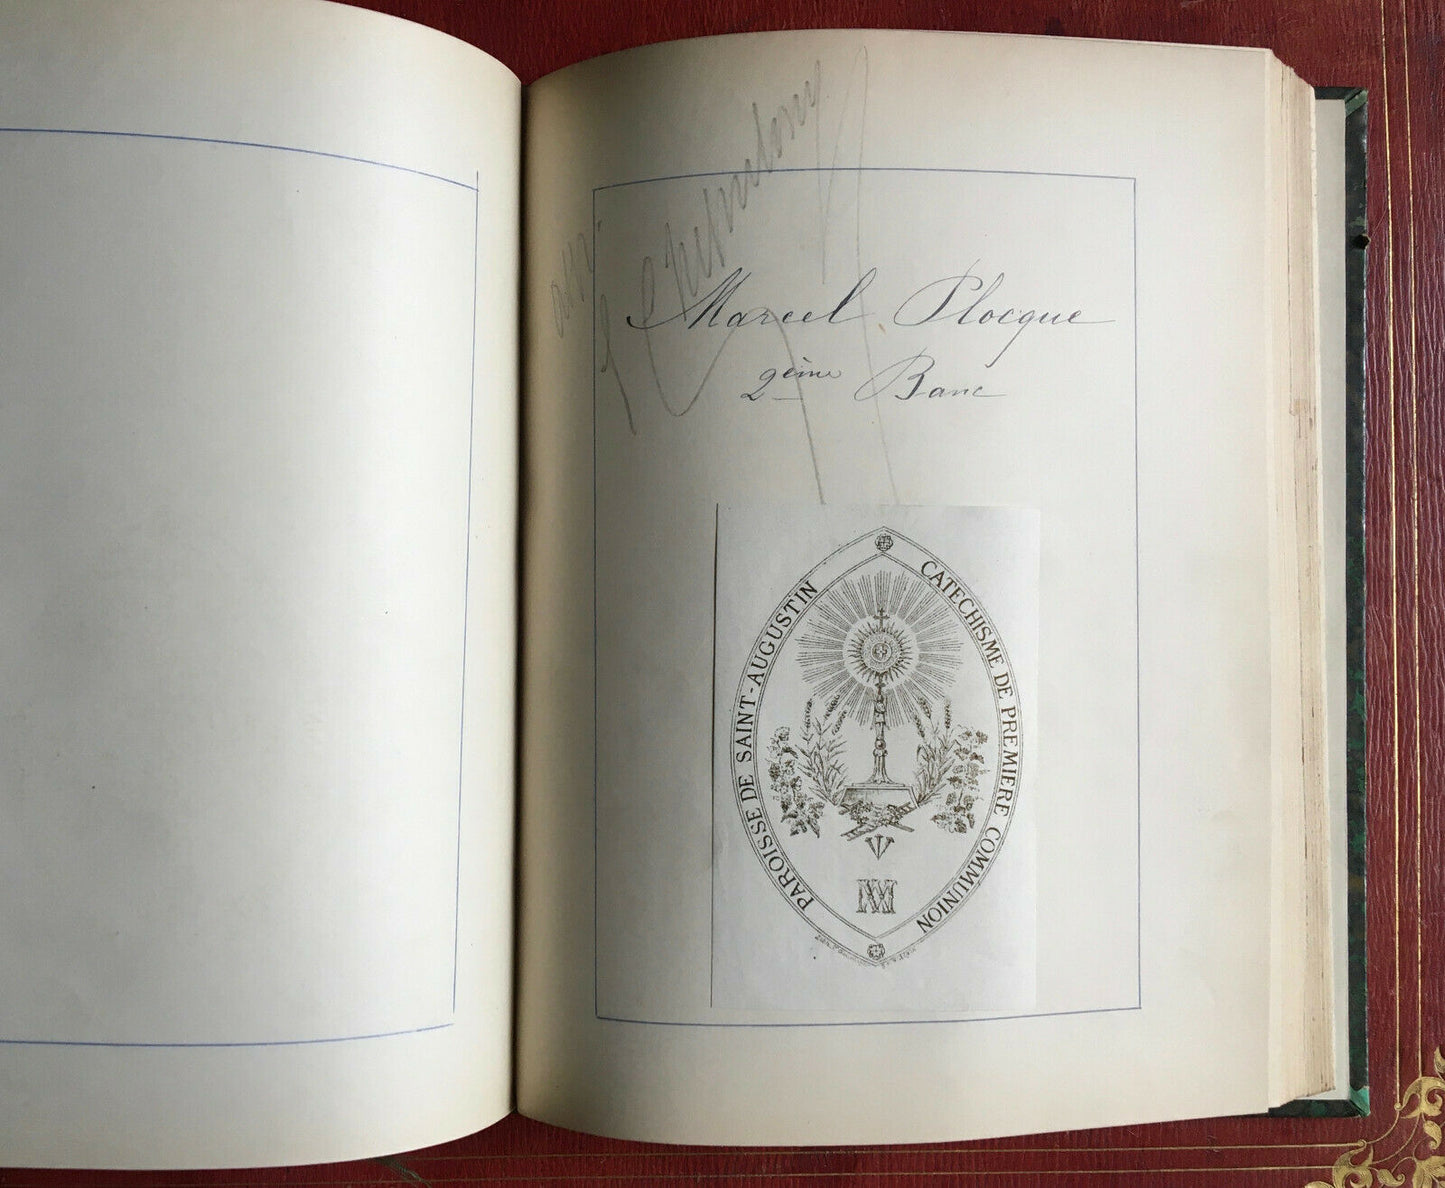 Marcel Plocque
2ème Banc
PAROISSE DE SAINT-AUGUSTIN
CATECHISME DE PREMIERE COMMUNION